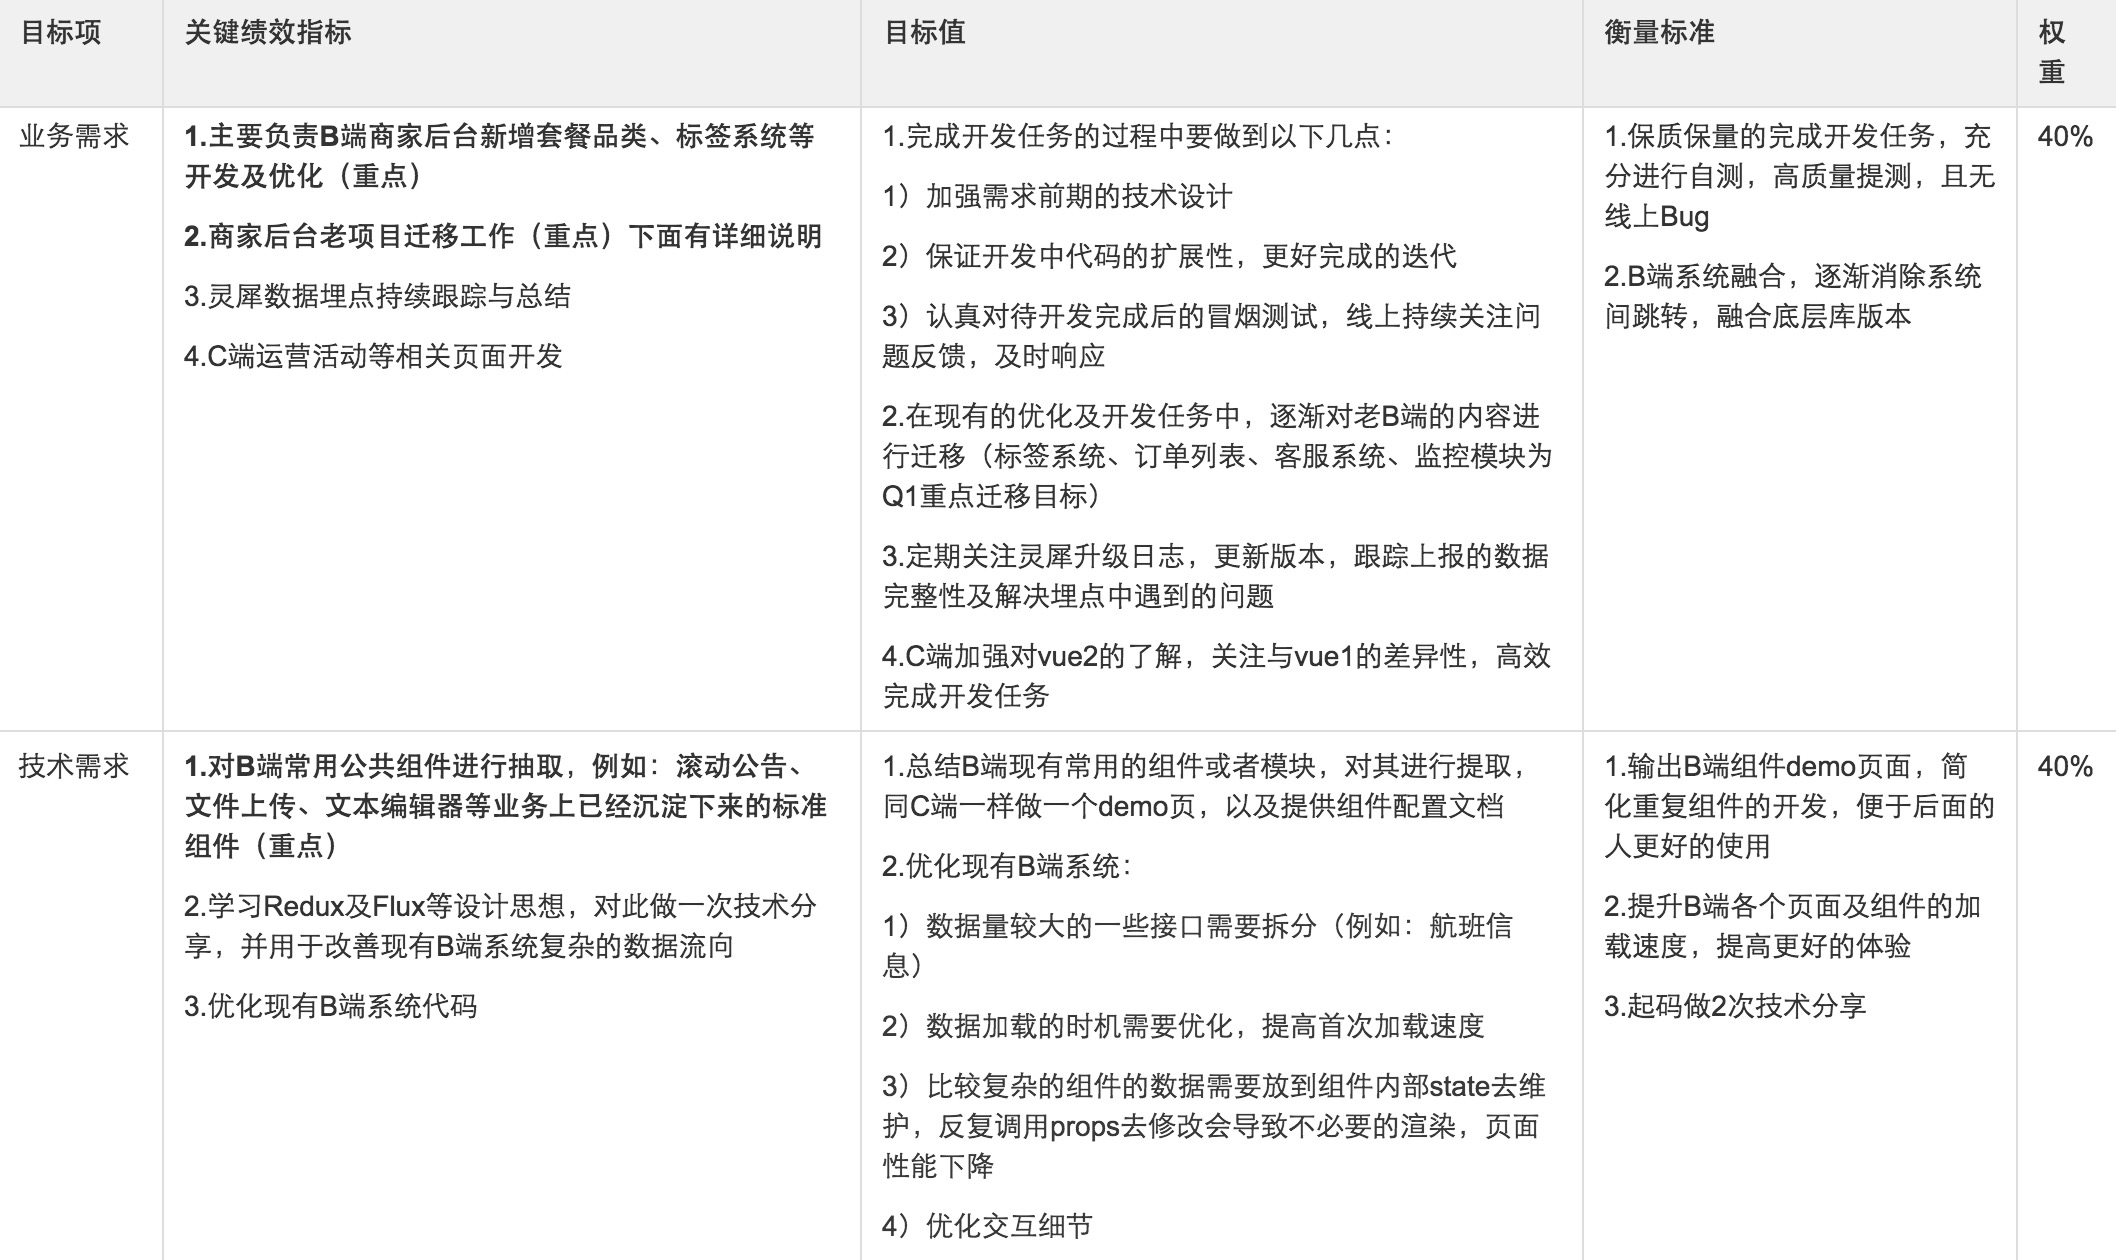 目标项
关键绩效指标
目标值
衡量标准
权
重
业务需求
1.主要负责B端商家后台新增套餐品类、标签系统等
开发及优化（重点）
2.商家后台老项目迁移工作（重点）下面有详细说明
3.灵犀数据埋点持续跟踪与总结
4.C端运营活动等相关页面开发
1.完成开发任务的过程中要做到以下几点：
1）加强需求前期的技术设计
2）保证开发中代码的扩展性，更好完成的迭代
3）认真对待开发完成后的冒烟测试，线上持续关注问
题反馈，及时响应
2.在现有的优化及开发任务中，逐渐对老B端的内容进
行迁移（标签系统、订单列表、客服系统、监控模块为
Q1重点迁移目标）
3.定期关注灵犀升级日志，更新版本，跟踪上报的数据
完整性及解决埋点中遇到的问题
4.C端加强对vue2的了解，关注与vue1的差异性，高效
完成开发任务
1.保质保量的完成开发任务，充
分进行自测，高质量提测，且无
线上Bug
2.B端系统融合，逐渐消除系统
间跳转，融合底层库版本
40%
技术需求
1.对B端常用公共组件进行抽取，例如：滚动公告、
文件上传、文本编辑器等业务上已经沉淀下来的标准
组件（重点）
2.学习Redux及Flux等设计思想，对此做一次技术分
享，并用于改善现有B端系统复杂的数据流向
3.优化现有B端系统代码
1.总结B端现有常用的组件或者模块，对其进行提取，
同C端一样做一个demo页，以及提供组件配置文档
2.优化现有B端系统：
1）数据量较大的一些接口需要拆分（例如：航班信
息）
2）数据加载的时机需要优化，提高首次加载速度
3）比较复杂的组件的数据需要放到组件内部state去维
护，反复调用props去修改会导致不必要的渲染，页面
性能下降
4）优化交互细节
1.输出B端组件demo页面，简
化重复组件的开发，便于后面的
人更好的使用
2.提升B端各个页面及组件的加
载速度，提高更好的体验
3.起码做2次技术分享
40%